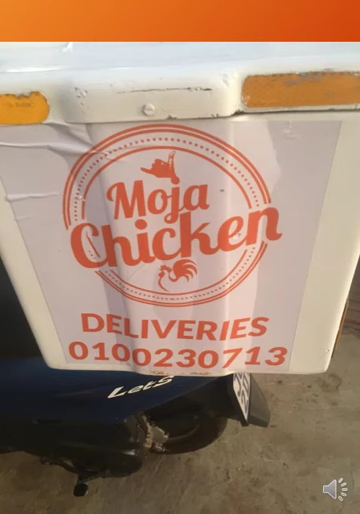 Moja
Chicken
DELIVERIES
0100230713
Let's